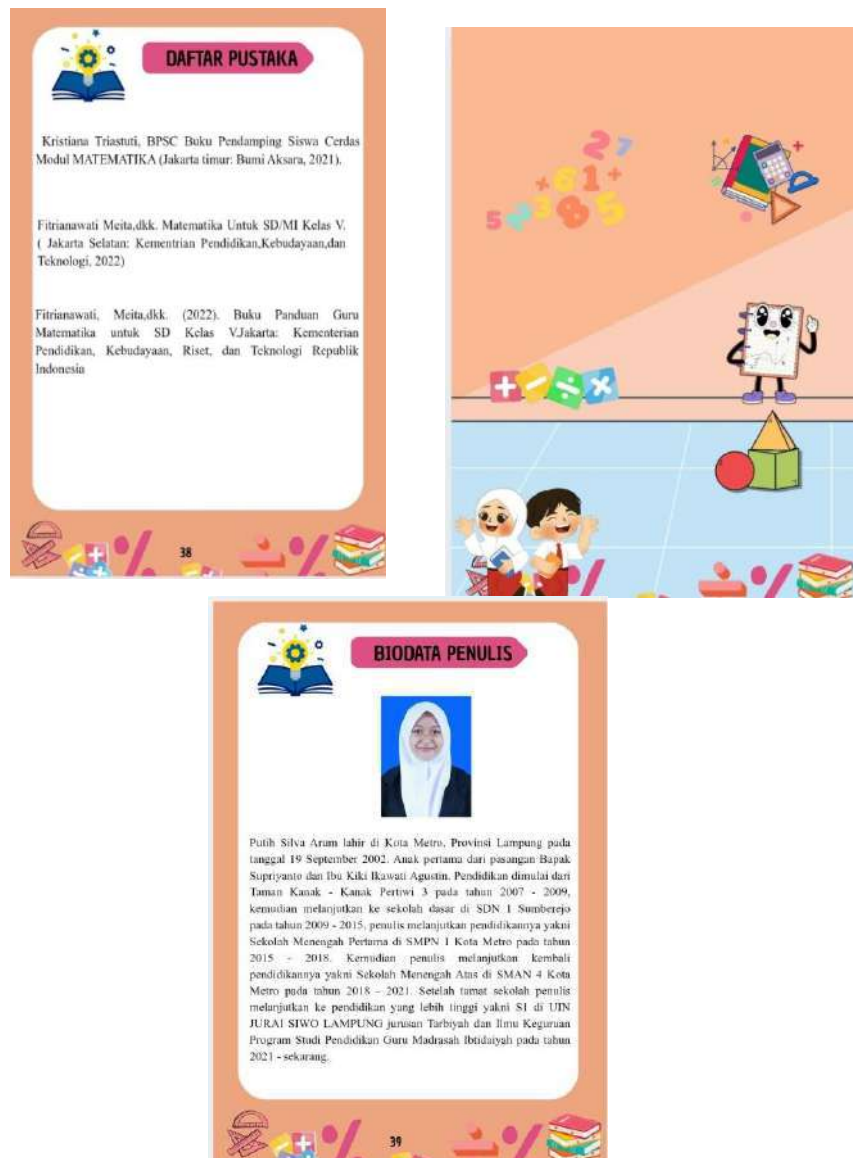 DAFTAR PUSTAKA
Kristiana Triastuti, BPSC Buku Pendamping Siswa Cerdas
Modul MATEMATIKA (Jakarta timur: Bumi Aksara, 2021).
Fitrianawati Meita,dkk. Matematika Untuk SD/MI Kelas V.
( Jakarta Selatan: Kementrian Pendidikan,Kebudayaan,dan
Teknologi, 2022)
Fitrianawati, Meita,dkk. (2022). Buku Panduan Guru
Matematika untuk SD Kelas V.Jakarta: Kementerian
Pendidikan, Kebudayaan, Riset, dan Teknologi Republik
Indonesia
38
2 7
+ 6 1 +
5 2 3 8 5
+ - ÷ ×
BIODATA PENULIS
Putih Silva Arum lahir di Kota Metro, Provinsi Lampung pada
tanggal 19 September 2002. Anak pertama dari pasangan Bapak
Supriyanto dan Ibu Kiki Ikawati Agustin. Pendidikan dimulai dari
Taman Kanak - Kanak Pertiwi 3 pada tahun 2007 - 2009,
kemudian melanjutkan ke sekolah dasar di SDN 1 Sumberejo
pada tahun 2009 - 2015, penulis melanjutkan pendidikannya yakni
Sekolah Menengah Pertama di SMPN 1 Kota Metro pada tahun
2015 - 2018. Kemudian penulis melanjutkan kembali
pendidikannya yakni Sekolah Menengah Atas di SMAN 4 Kota
Metro pada tahun 2018 – 2021. Setelah tamat sekolah penulis
melanjutkan ke pendidikan yang lebih tinggi yakni S1 di UIN
JURAI SIWO LAMPUNG jurusan Tarbiyah dan Ilmu Keguruan
Program Studi Pendidikan Guru Madrasah Ibtidaiyah pada tahun
2021 - sekarang.
39